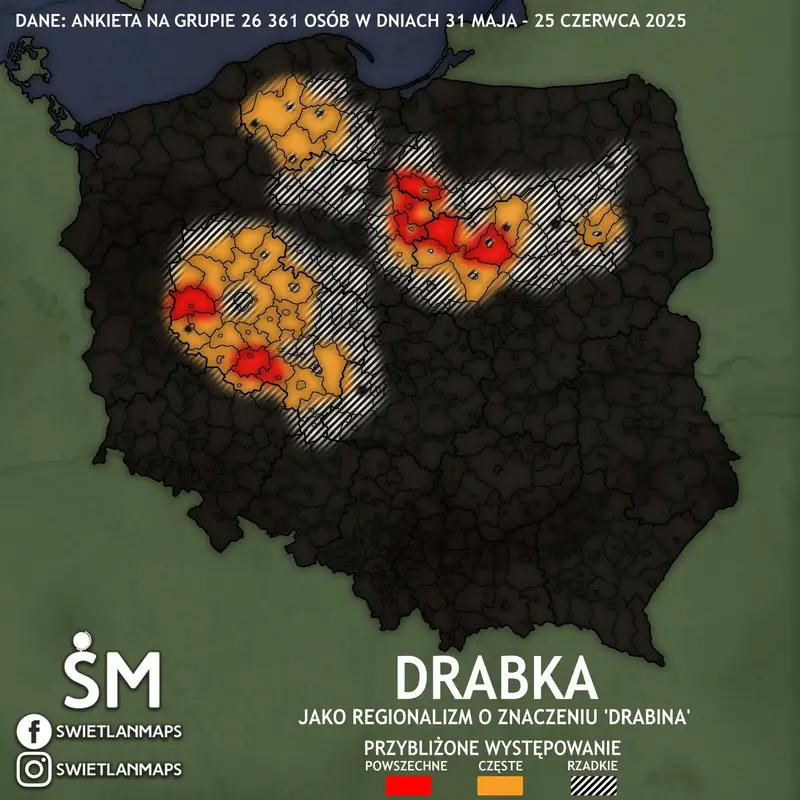 DANE: ANKIETA NA GRUPIE 26 361 OSÓB W DNIACH 31 MAJA - 25 CZERWCA 2025
ŚM
SWIETLANMAPS
SWIETLANMAPS
DRABKA
JAKO REGIONALIZM O ZNACZENIU 'DRABINA'
PRZYBLIŻONE WYSTĘPOWANIE
POWSZECHNE CZĘSTE RZADKIE